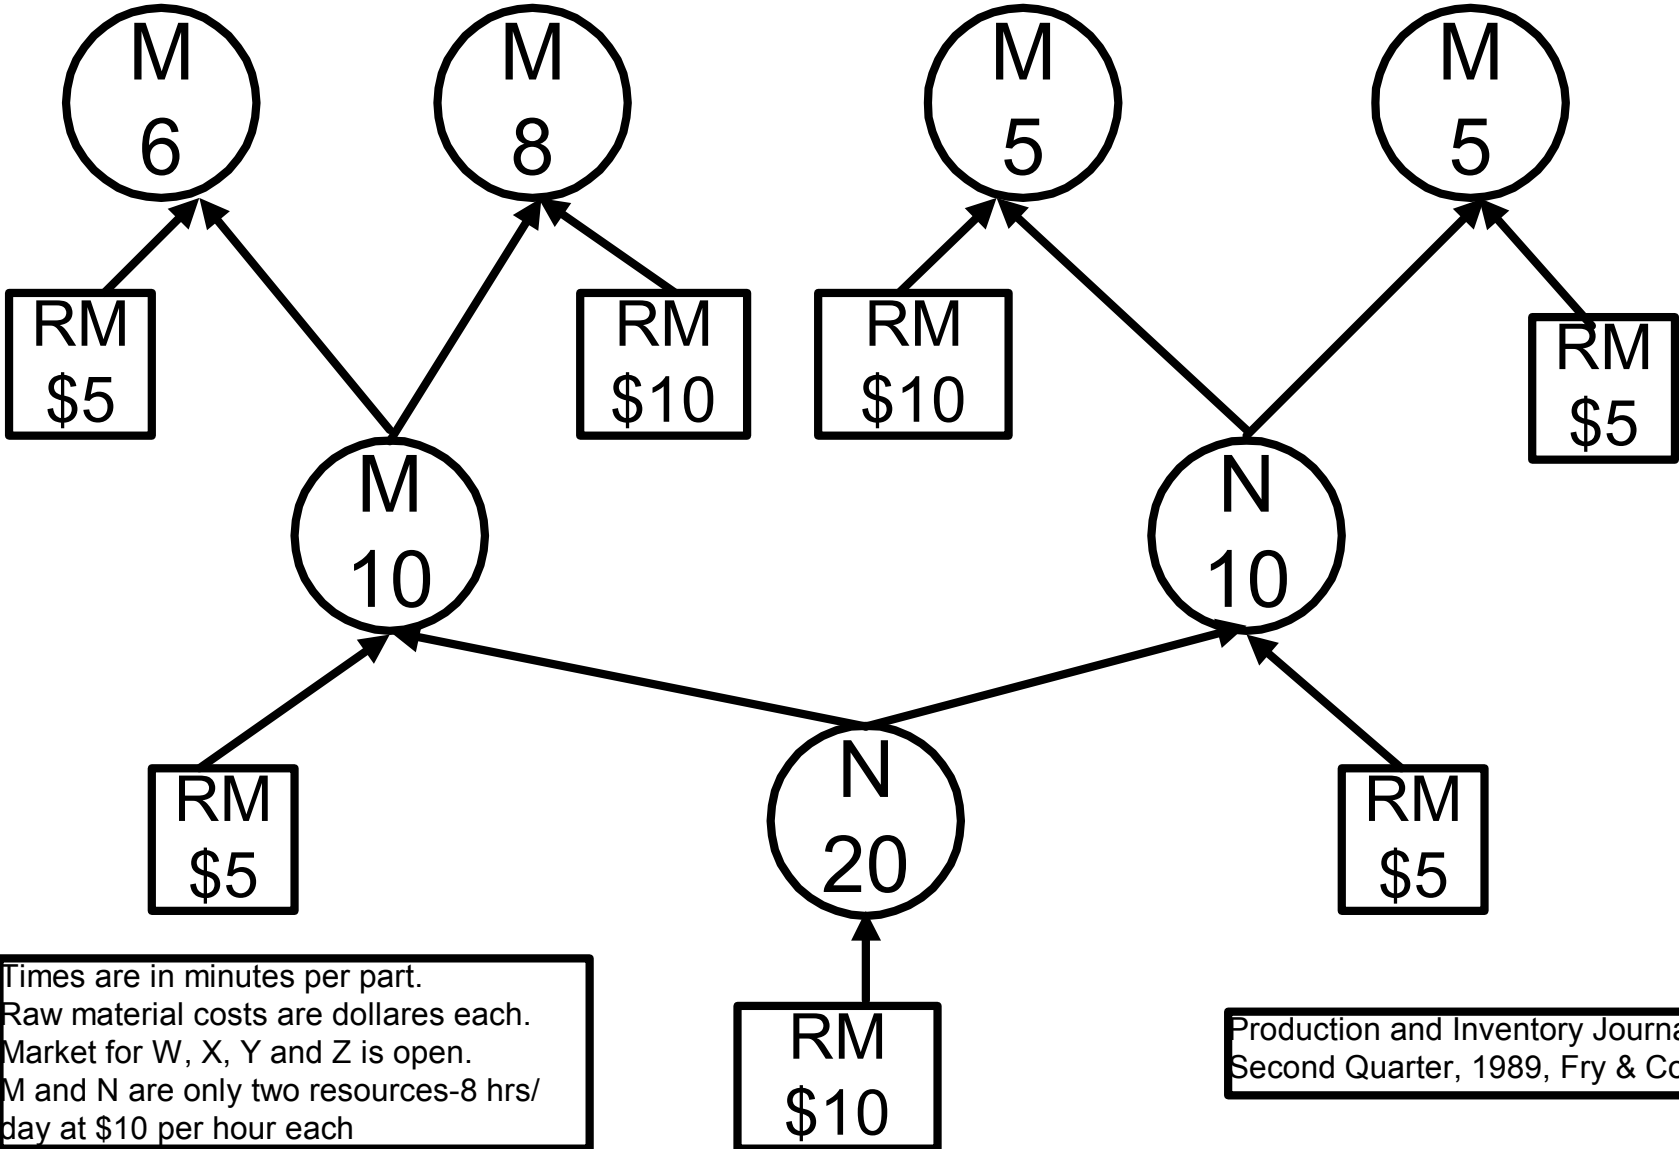 M
6
M
8
M
5
M
5
RM
$5
RM
$10
RM
$10
RM
$5
M
10
N
10
RM
$5
N
20
RM
$5
RM
$10
Times are in minutes per part.
Raw material costs are dollares each.
Market for W, X, Y and Z is open.
M and N are only two resources-8 hrs/
day at $10 per hour each
Production and Inventory Journa
Second Quarter, 1989, Fry & Co